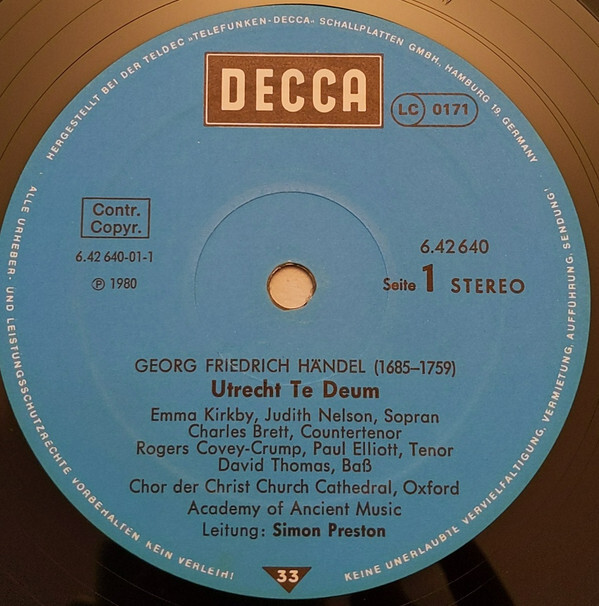 HERGESTELLT BEI DER TELDEC »TELEFUNKEN-DECCA« SCHALLPLATTEN GMBH., HAMBURG 19, GERMANY
DECCA
LC 0171
Contr.
Copyr.
6.42 640-01-1
Ⓟ 1980
6.42 640
Seite 1 STEREO
GEORG FRIEDRICH HÄNDEL (1685–1759)
Utrecht Te Deum
Emma Kirkby, Judith Nelson, Sopran
Charles Brett, Countertenor
Rogers Covey-Crump, Paul Elliott, Tenor
David Thomas, Baß
Chor der Christ Church Cathedral, Oxford
Academy of Ancient Music
Leitung: Simon Preston
33
ALLE URHEBER- UND LEISTUNGSSCHUTZRECHTE VORBEHALTEN KEIN VERLEIH!
KEINE UNERLAUBTE VERVIELFÄLTIGUNG, VERMIETUNG, AUFFÜHRUNG, SENDUNG!